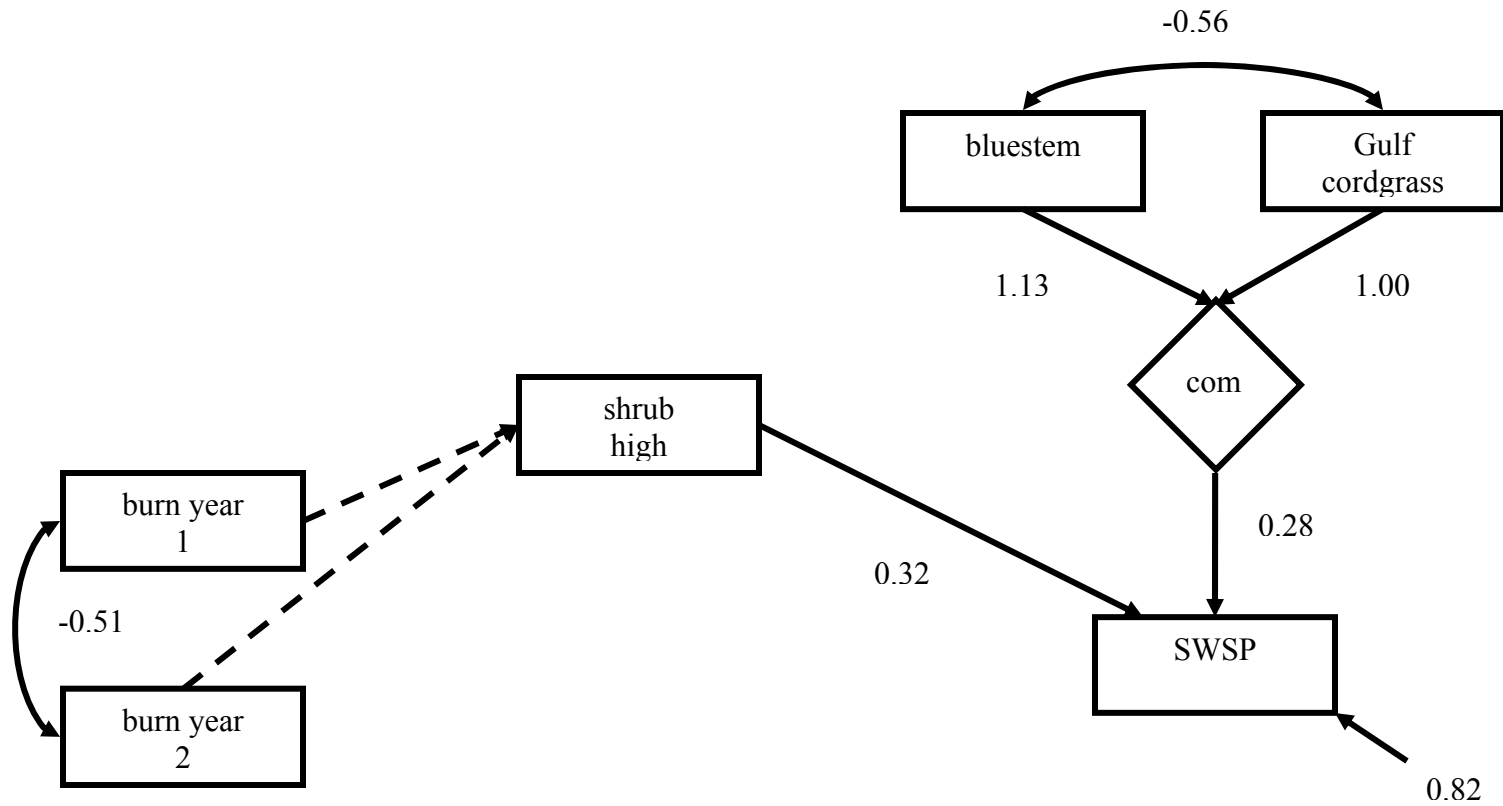 -0.56
bluestem
Gulf
cordgrass
1.13
1.00
com
shrub
high
burn year
1
0.28
0.32
-0.51
SWSP
burn year
2
0.82